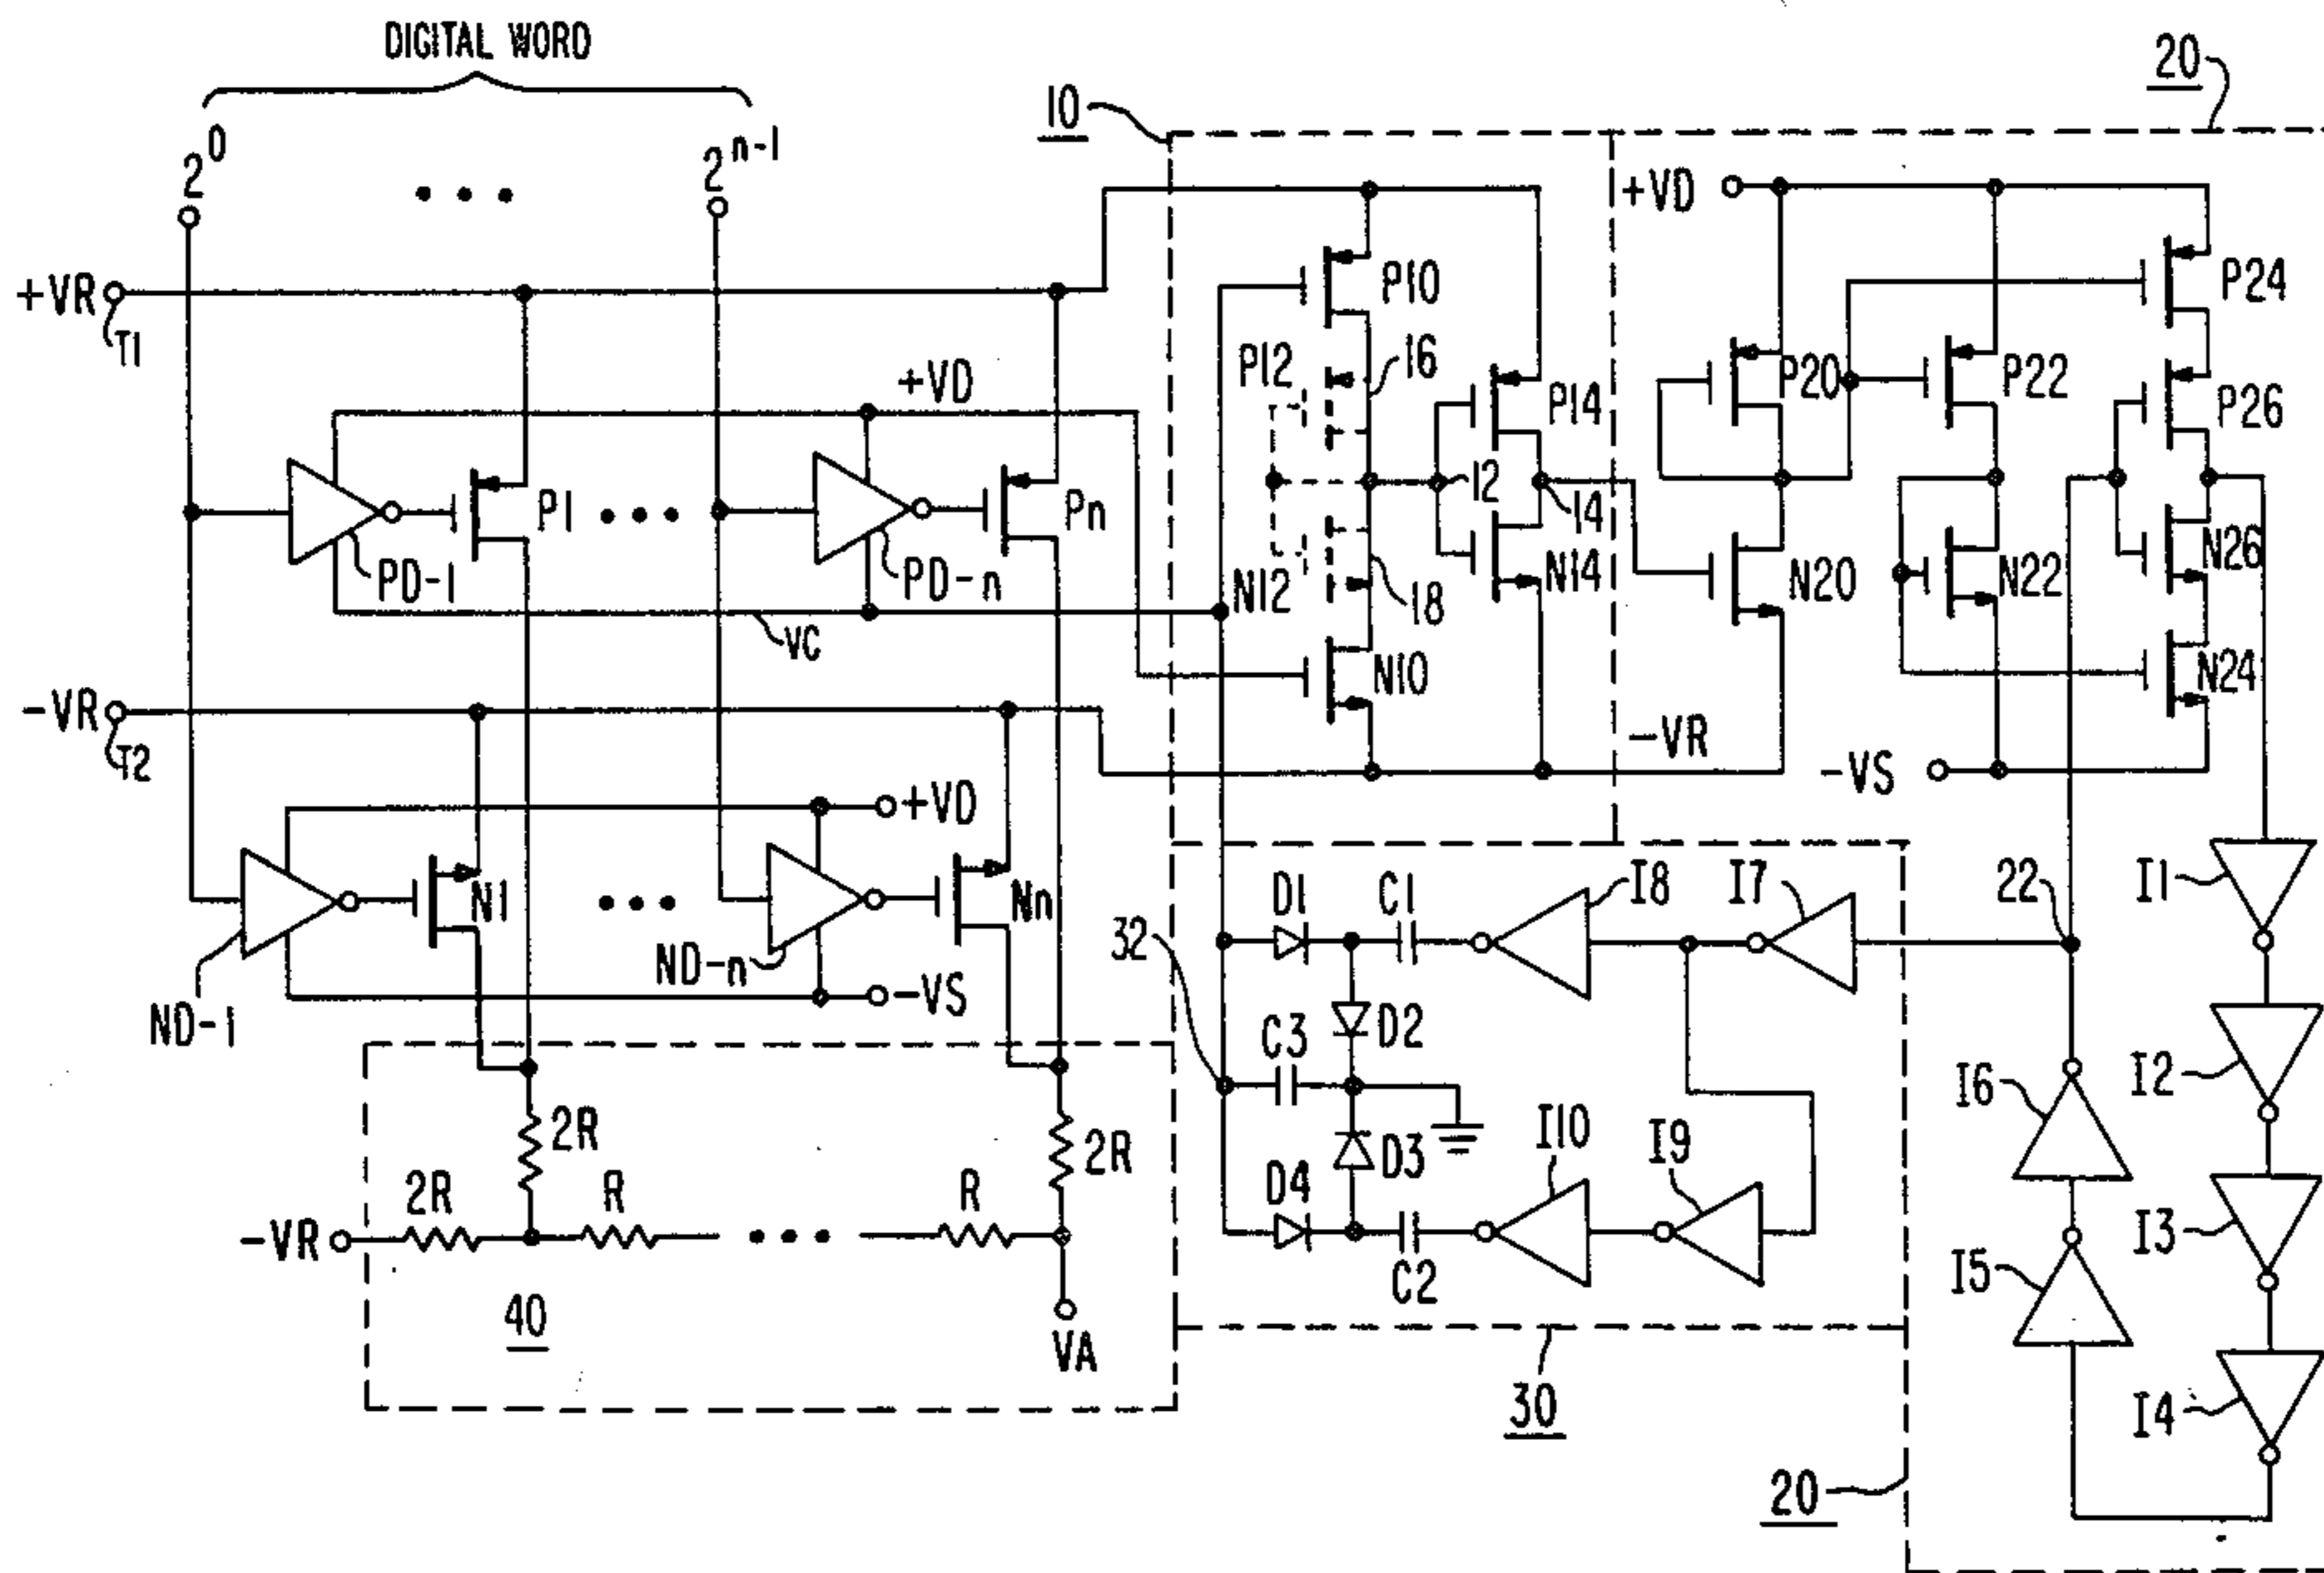 DIGITAL WORD
2^0
• • •
2^n-1
10
20
+VR
T1
+VD
P10
P12
16
P14
12
14
P20
P22
P24
P26
PD-1
P1
• • •
PD-n
Pn
VC
N12
18
N14
N10
N20
N22
N26
N24
-VR
T2
-VR
-VS
ND-1
N1
• • •
ND-n
Nn
+VD
-VS
+VD
32
D1
C1
I8
I7
22
I1
C3
D2
I6
I2
D4
D3
I10
I9
C2
I5
I3
I4
2R
2R
2R
R
• • •
R
-VR
40
VA
30
20